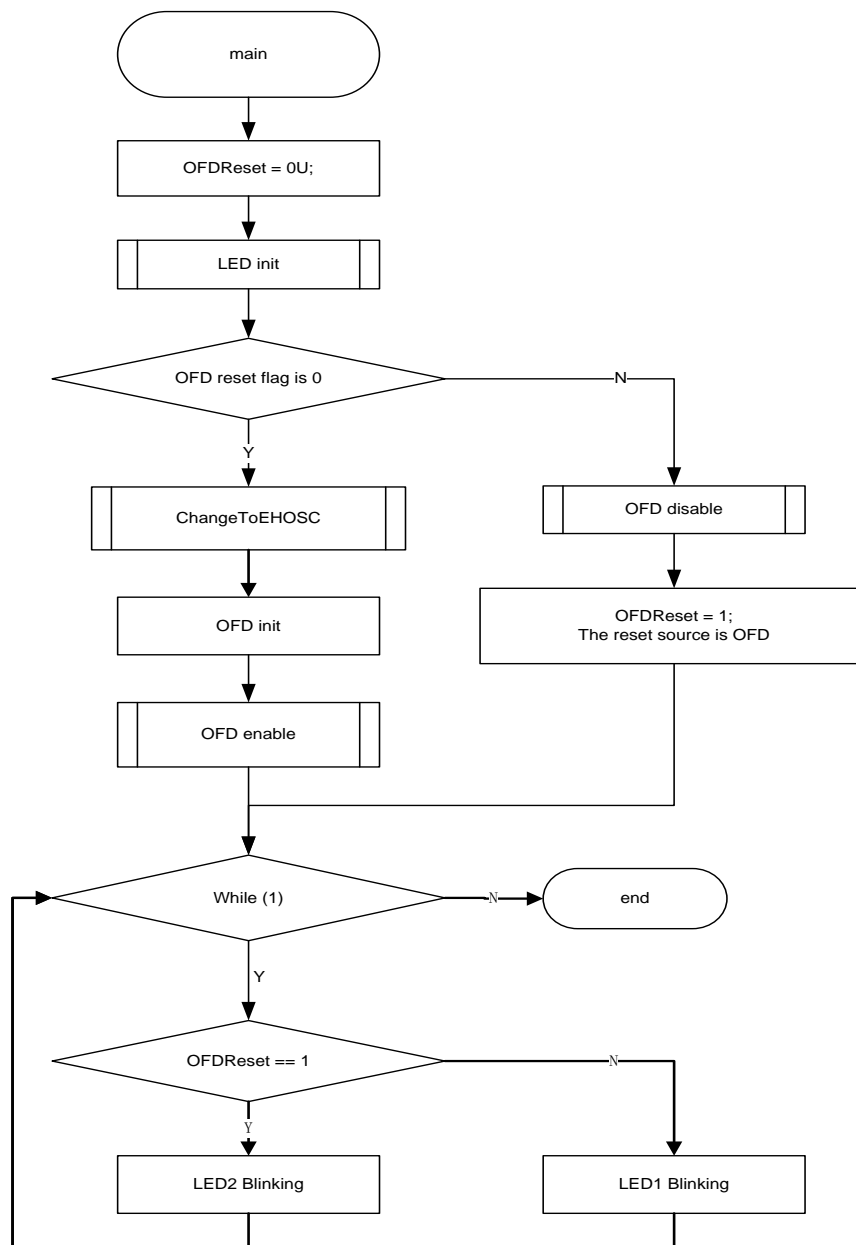 main
OFDReset = 0U;
LED init
OFD reset flag is 0
N
Y
ChangeToEHOSC
OFD disable
OFD init
OFDReset = 1;
The reset source is OFD
OFD enable
While (1)
N
end
Y
OFDReset == 1
N
Y
LED2 Blinking
LED1 Blinking